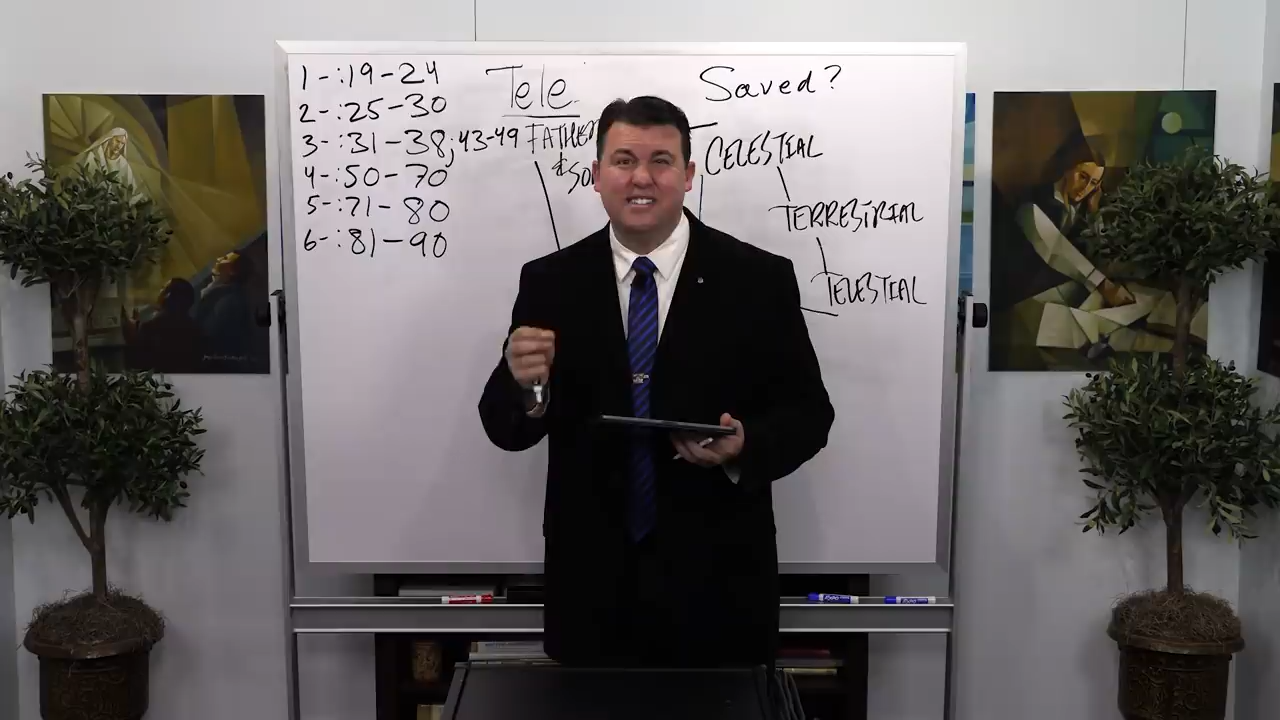 1-:19-24
2-:25-30
3-:31-38, 43-49
4-:50-70
5-:71-80
6-:81-90
Tele.
FATHER
&
Saved?
CELESTIAL
TERRESTRIAL
TELESTIAL